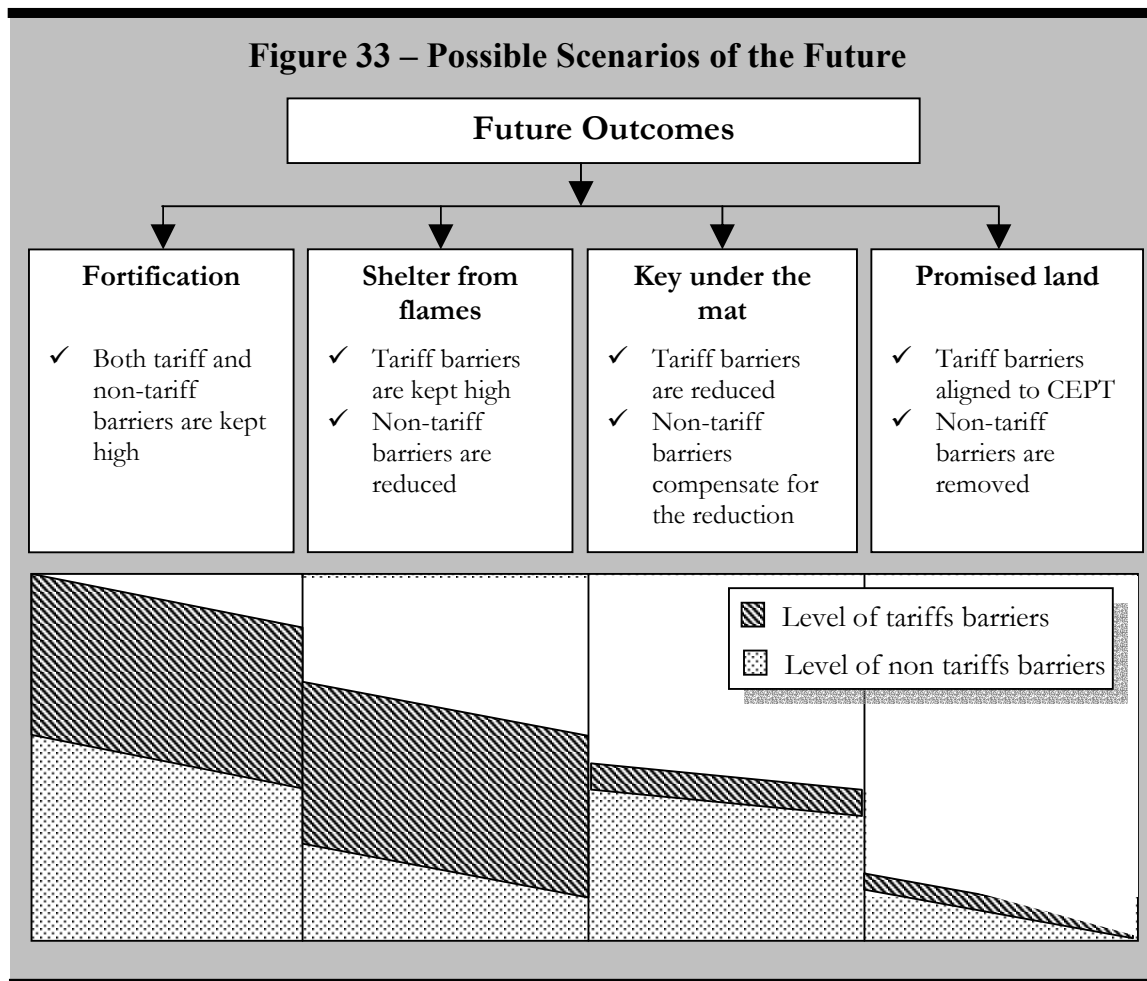 Figure 33 – Possible Scenarios of the Future
Future Outcomes
Fortification
✓ Both tariff and
non-tariff
barriers are kept
high
Shelter from
flames
✓ Tariff barriers
are kept high
✓ Non-tariff
barriers are
reduced
Key under the
mat
✓ Tariff barriers
are reduced
✓ Non-tariff
barriers
compensate for
the reduction
Promised land
✓ Tariff barriers
aligned to CEPT
✓ Non-tariff
barriers are
removed
Level of tariffs barriers
Level of non tariffs barriers